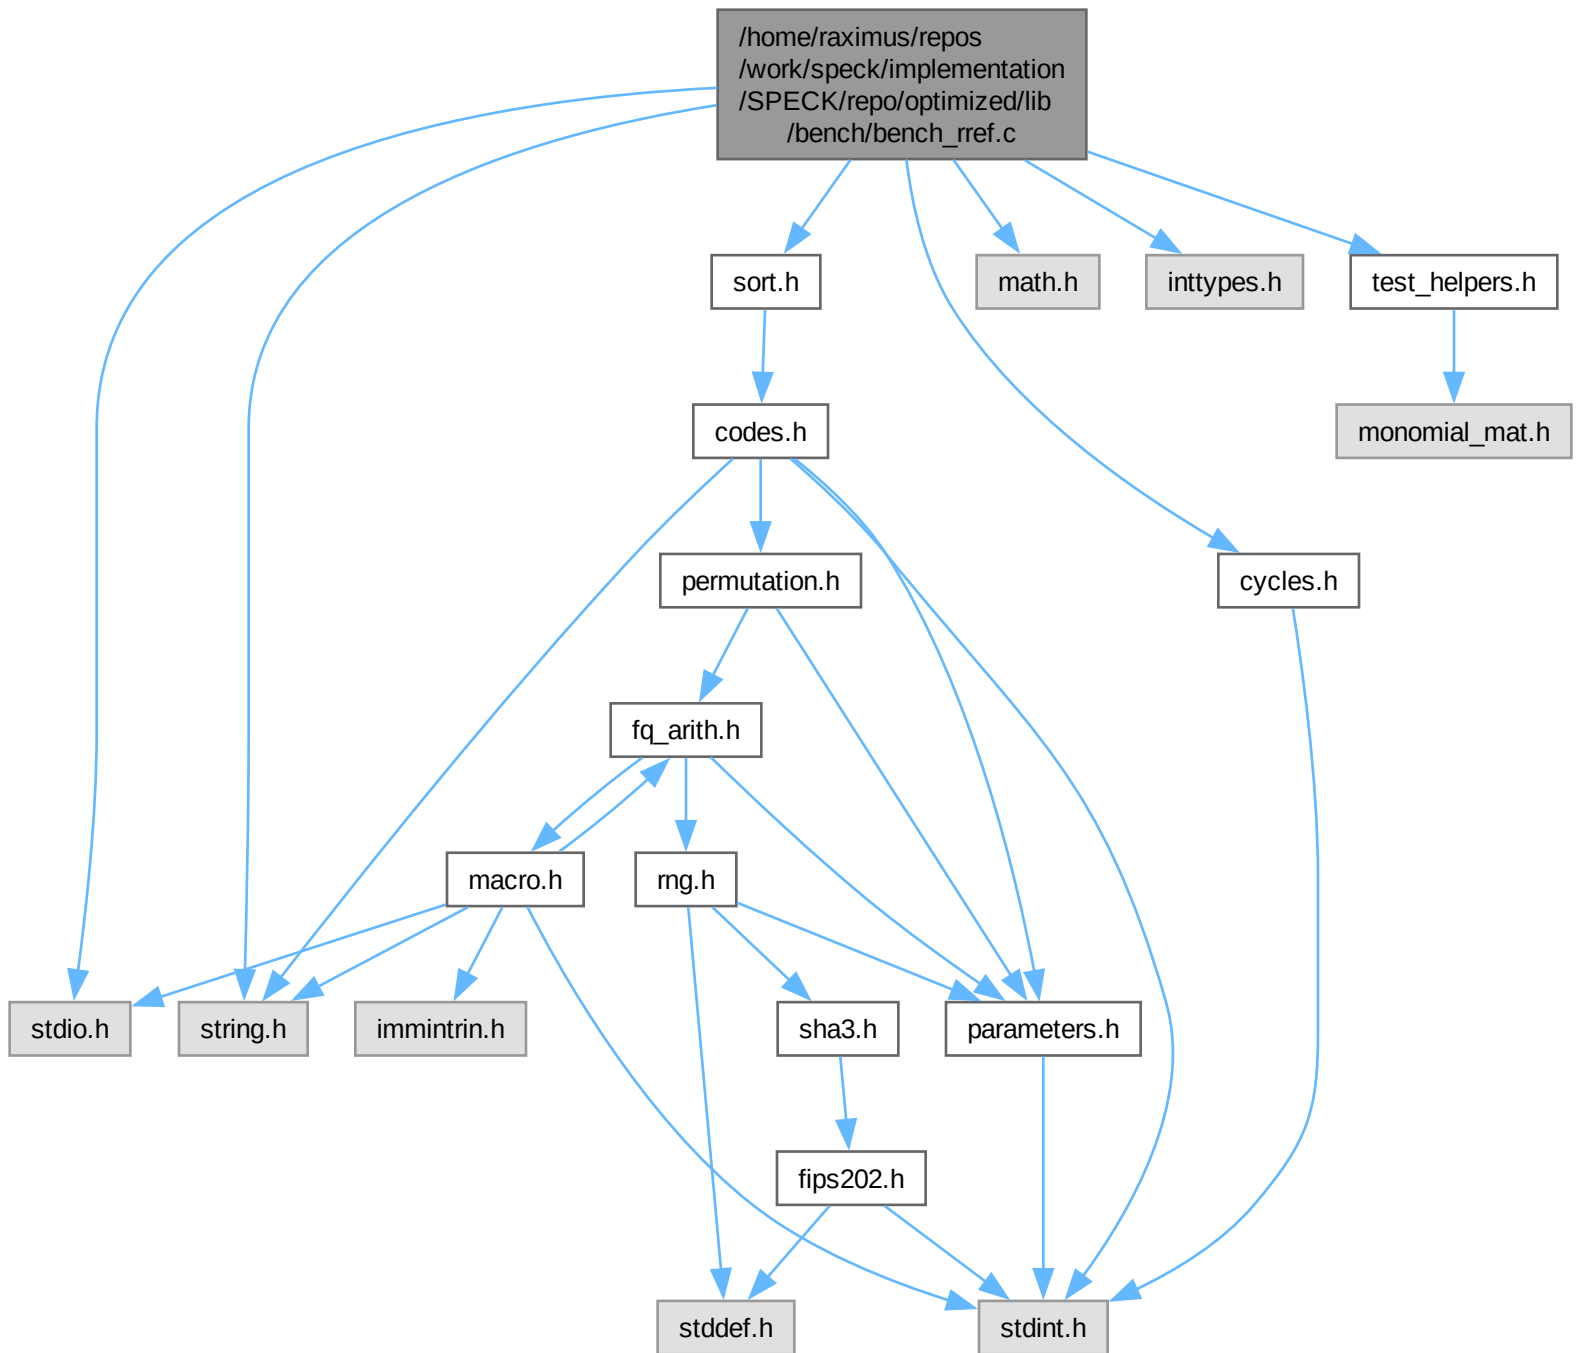 /home/raximus/repos
/work/speck/implementation
/SPECK/repo/optimized/lib
/bench/bench_rref.c
sort.h
math.h
inttypes.h
test_helpers.h
codes.h
monomial_mat.h
permutation.h
cycles.h
fq_arith.h
macro.h
rng.h
stdio.h
string.h
immintrin.h
sha3.h
parameters.h
fips202.h
stddef.h
stdint.h